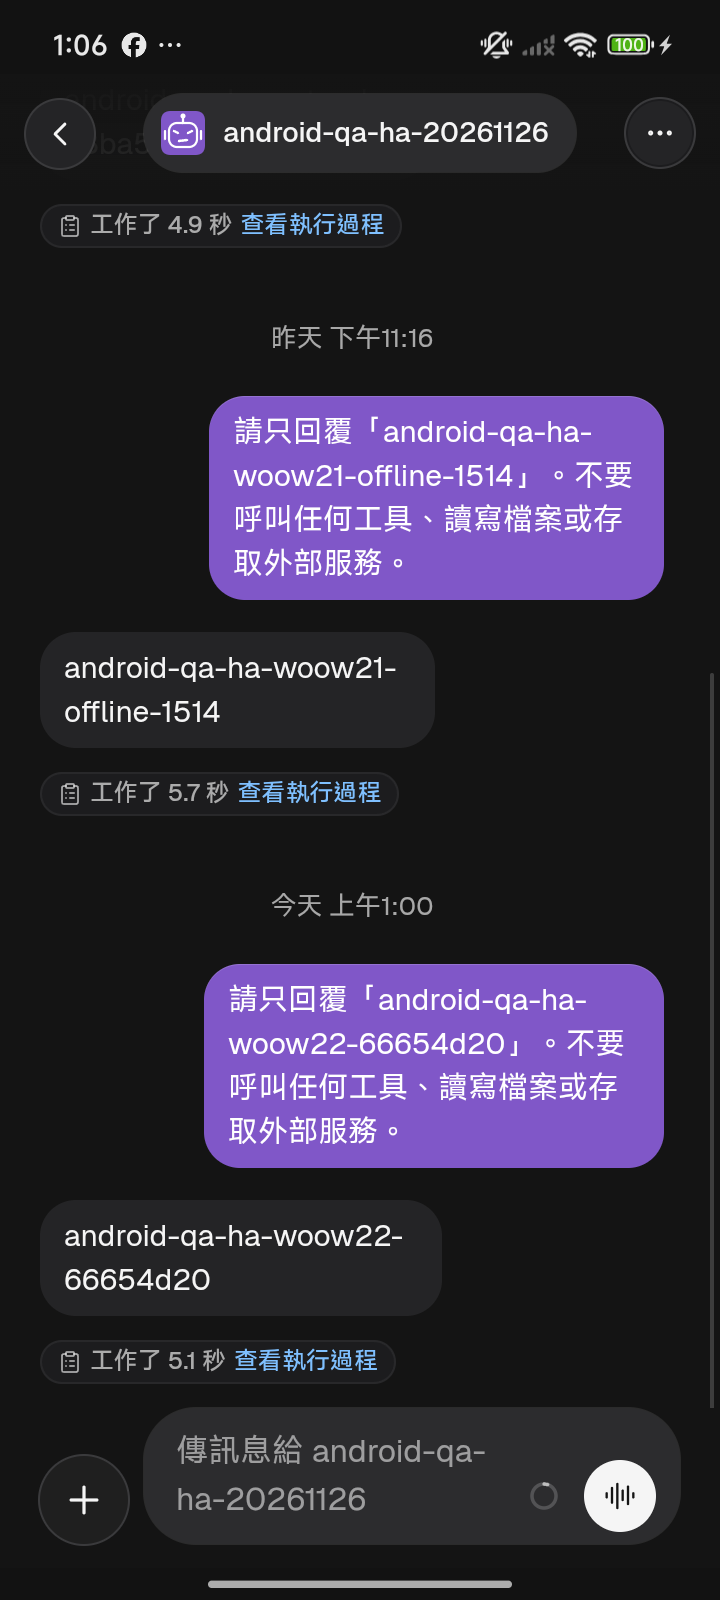 1:06
100
android-qa-ha-20261126
工作了 4.9 秒 查看執行過程
昨天 下午11:16
請只回覆「android-qa-ha-
woow21-offline-1514」。不要
呼叫任何工具、讀寫檔案或存
取外部服務。
android-qa-ha-woow21-
offline-1514
工作了 5.7 秒 查看執行過程
今天 上午1:00
請只回覆「android-qa-ha-
woow22-66654d20」。不要
呼叫任何工具、讀寫檔案或存
取外部服務。
android-qa-ha-woow22-
66654d20
工作了 5.1 秒 查看執行過程
傳訊息給 android-qa-
ha-20261126